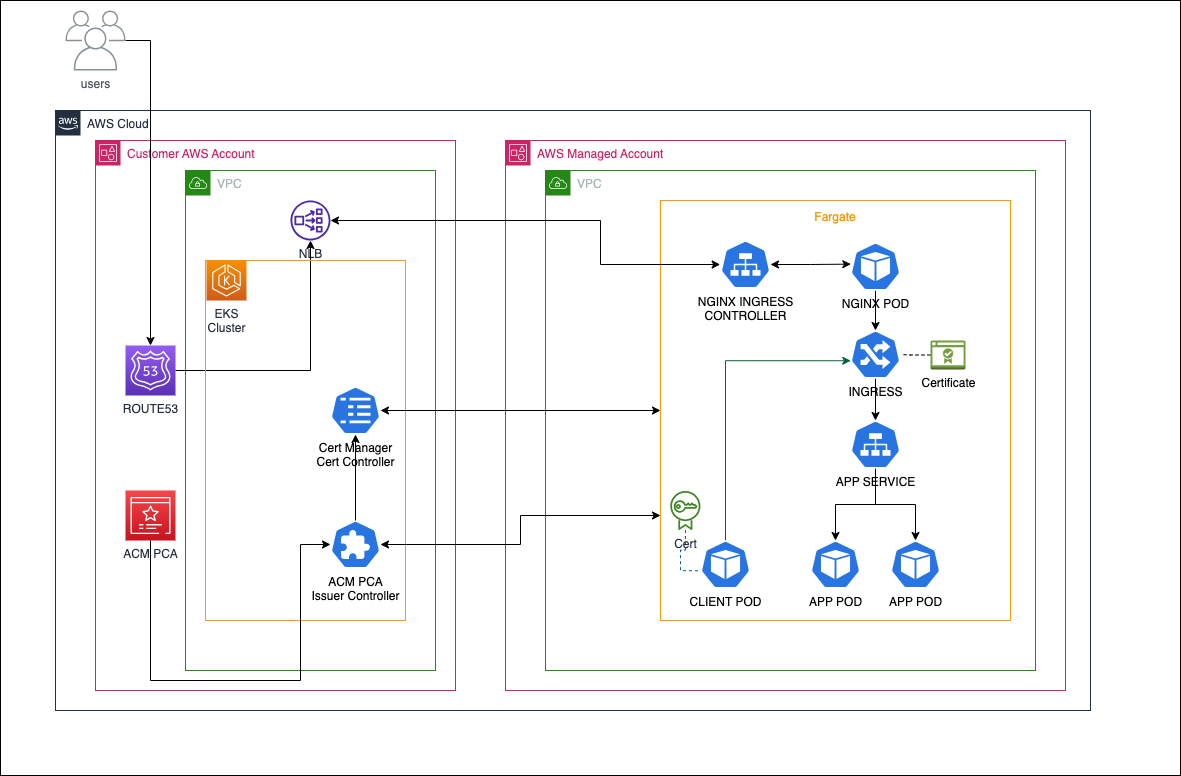 users
aws
AWS Cloud
Customer AWS Account
AWS Managed Account
VPC
VPC
Fargate
NLB
K
EKS
Cluster
NGINX INGRESS
CONTROLLER
NGINX POD
53
ROUTE53
INGRESS
Certificate
Cert Manager
Cert Controller
APP SERVICE
ACM PCA
Cert
ACM PCA
Issuer Controller
CLIENT POD
APP POD
APP POD